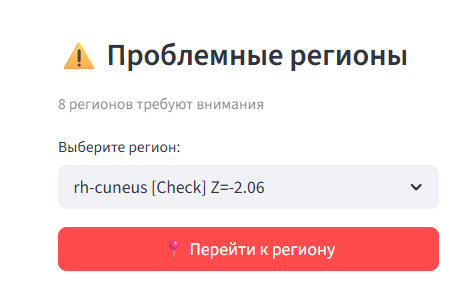 ⚠️ Проблемные регионы
8 регионов требуют внимания
Выберите регион:
rh-cuneus [Check] Z=-2.06
📍 Перейти к региону